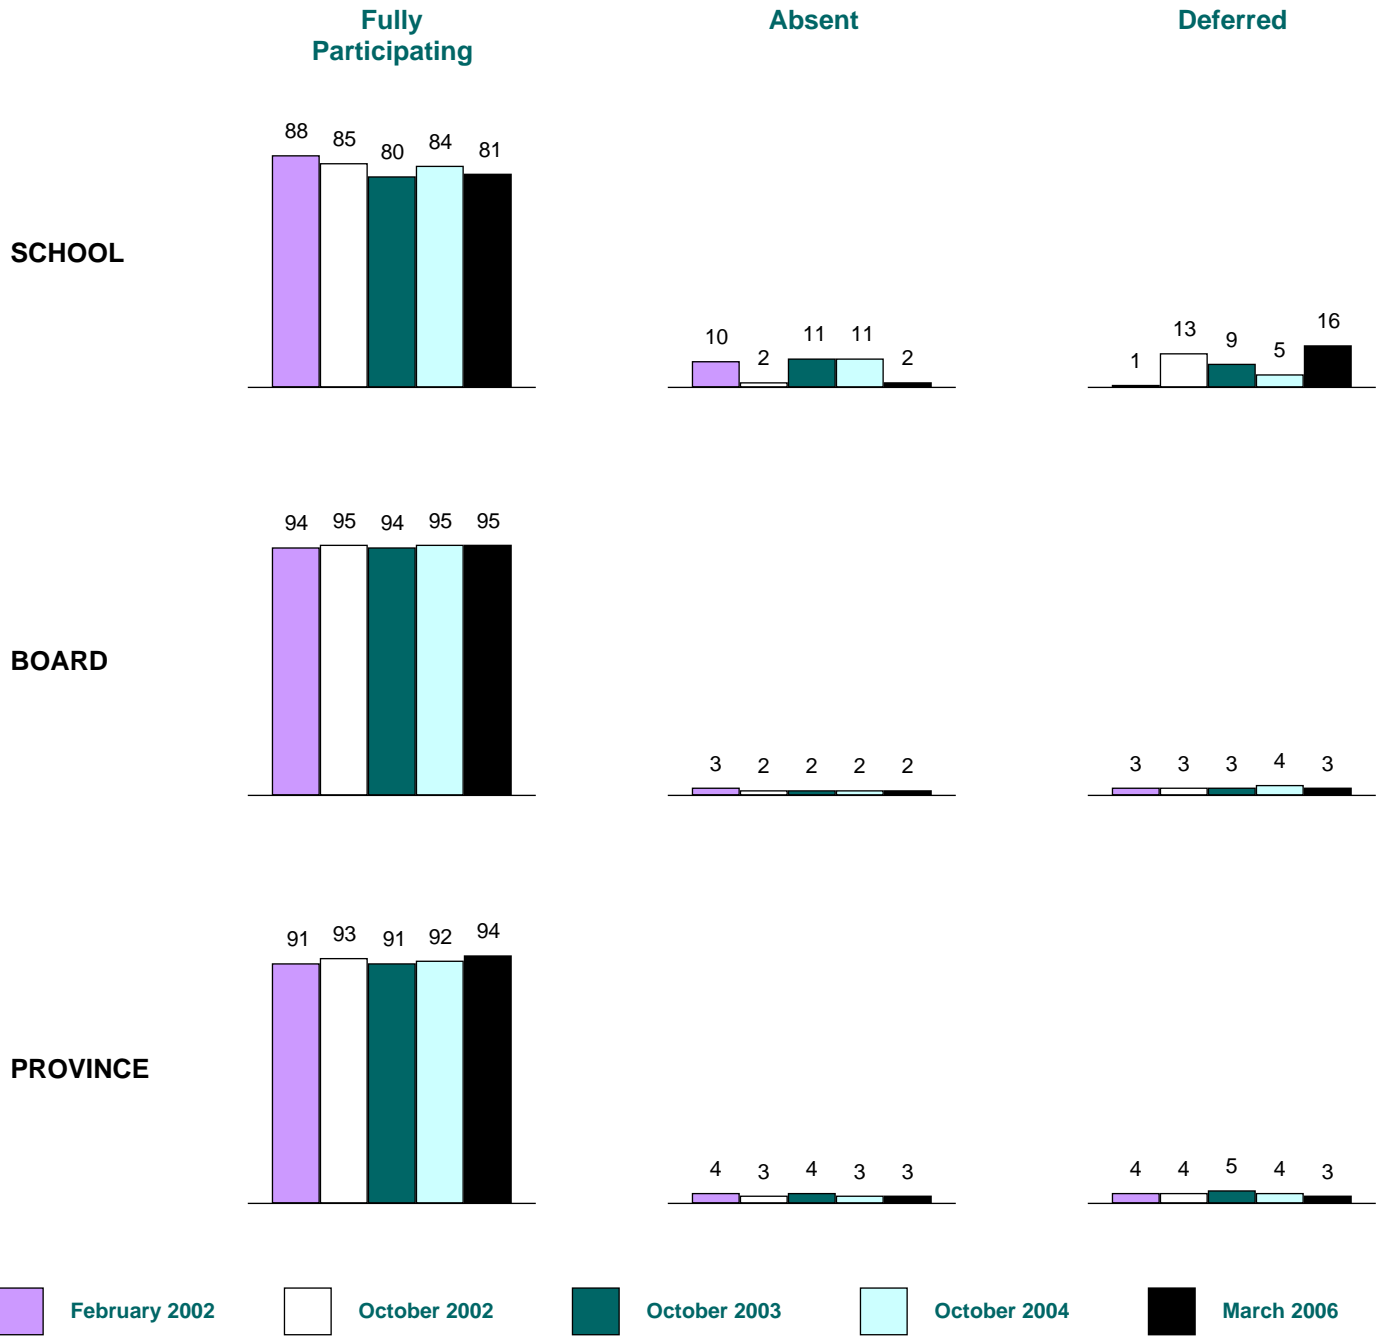 Fully
Participating
Absent
Deferred
SCHOOL
88 85 80 84 81
10 2 11 11 2
1 13 9 5 16
BOARD
94 95 94 95 95
3 2 2 2 2
3 3 3 4 3
PROVINCE
91 93 91 92 94
4 3 4 3 3
4 4 5 4 3
February 2002
October 2002
October 2003
October 2004
March 2006